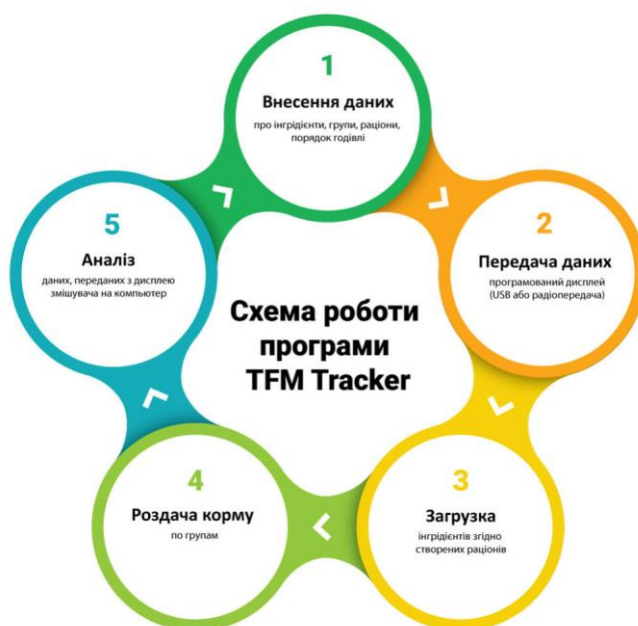 1
Внесення даних
про інгрідієнти, групи, раціони,
порядок годівлі
2
Передача даних
програмований дисплей
(USB або радіопередача)
3
Загрузка
інгрідієнтів згідно
створених раціонів
4
Роздача корму
по групам
5
Аналіз
даних, переданих з дисплею
змішувача на компьютер
Схема роботи
програми
TFM Tracker